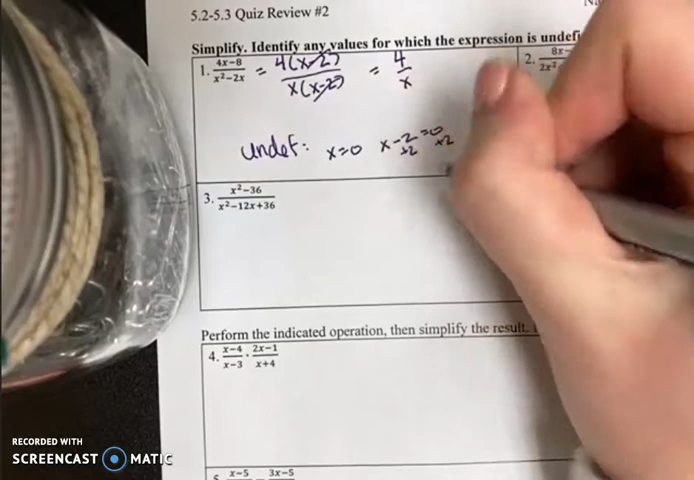 5.2-5.3 Quiz Review #2
Simplify. Identify any values for which the expression is undefi
1. 4x-8 / x²-2x = 4(x-2) / x(x-2) = 4 / x
2. 8x- / 2x²
undef: x=0 x-2=0
+2 +2
3. x²-36 / x²-12x+36
Perform the indicated operation, then simplify the result.
4. x-4 / x-3 · 2x-1 / x+4
x-5 3x-5
RECORDED WITH
SCREENCAST MATIC